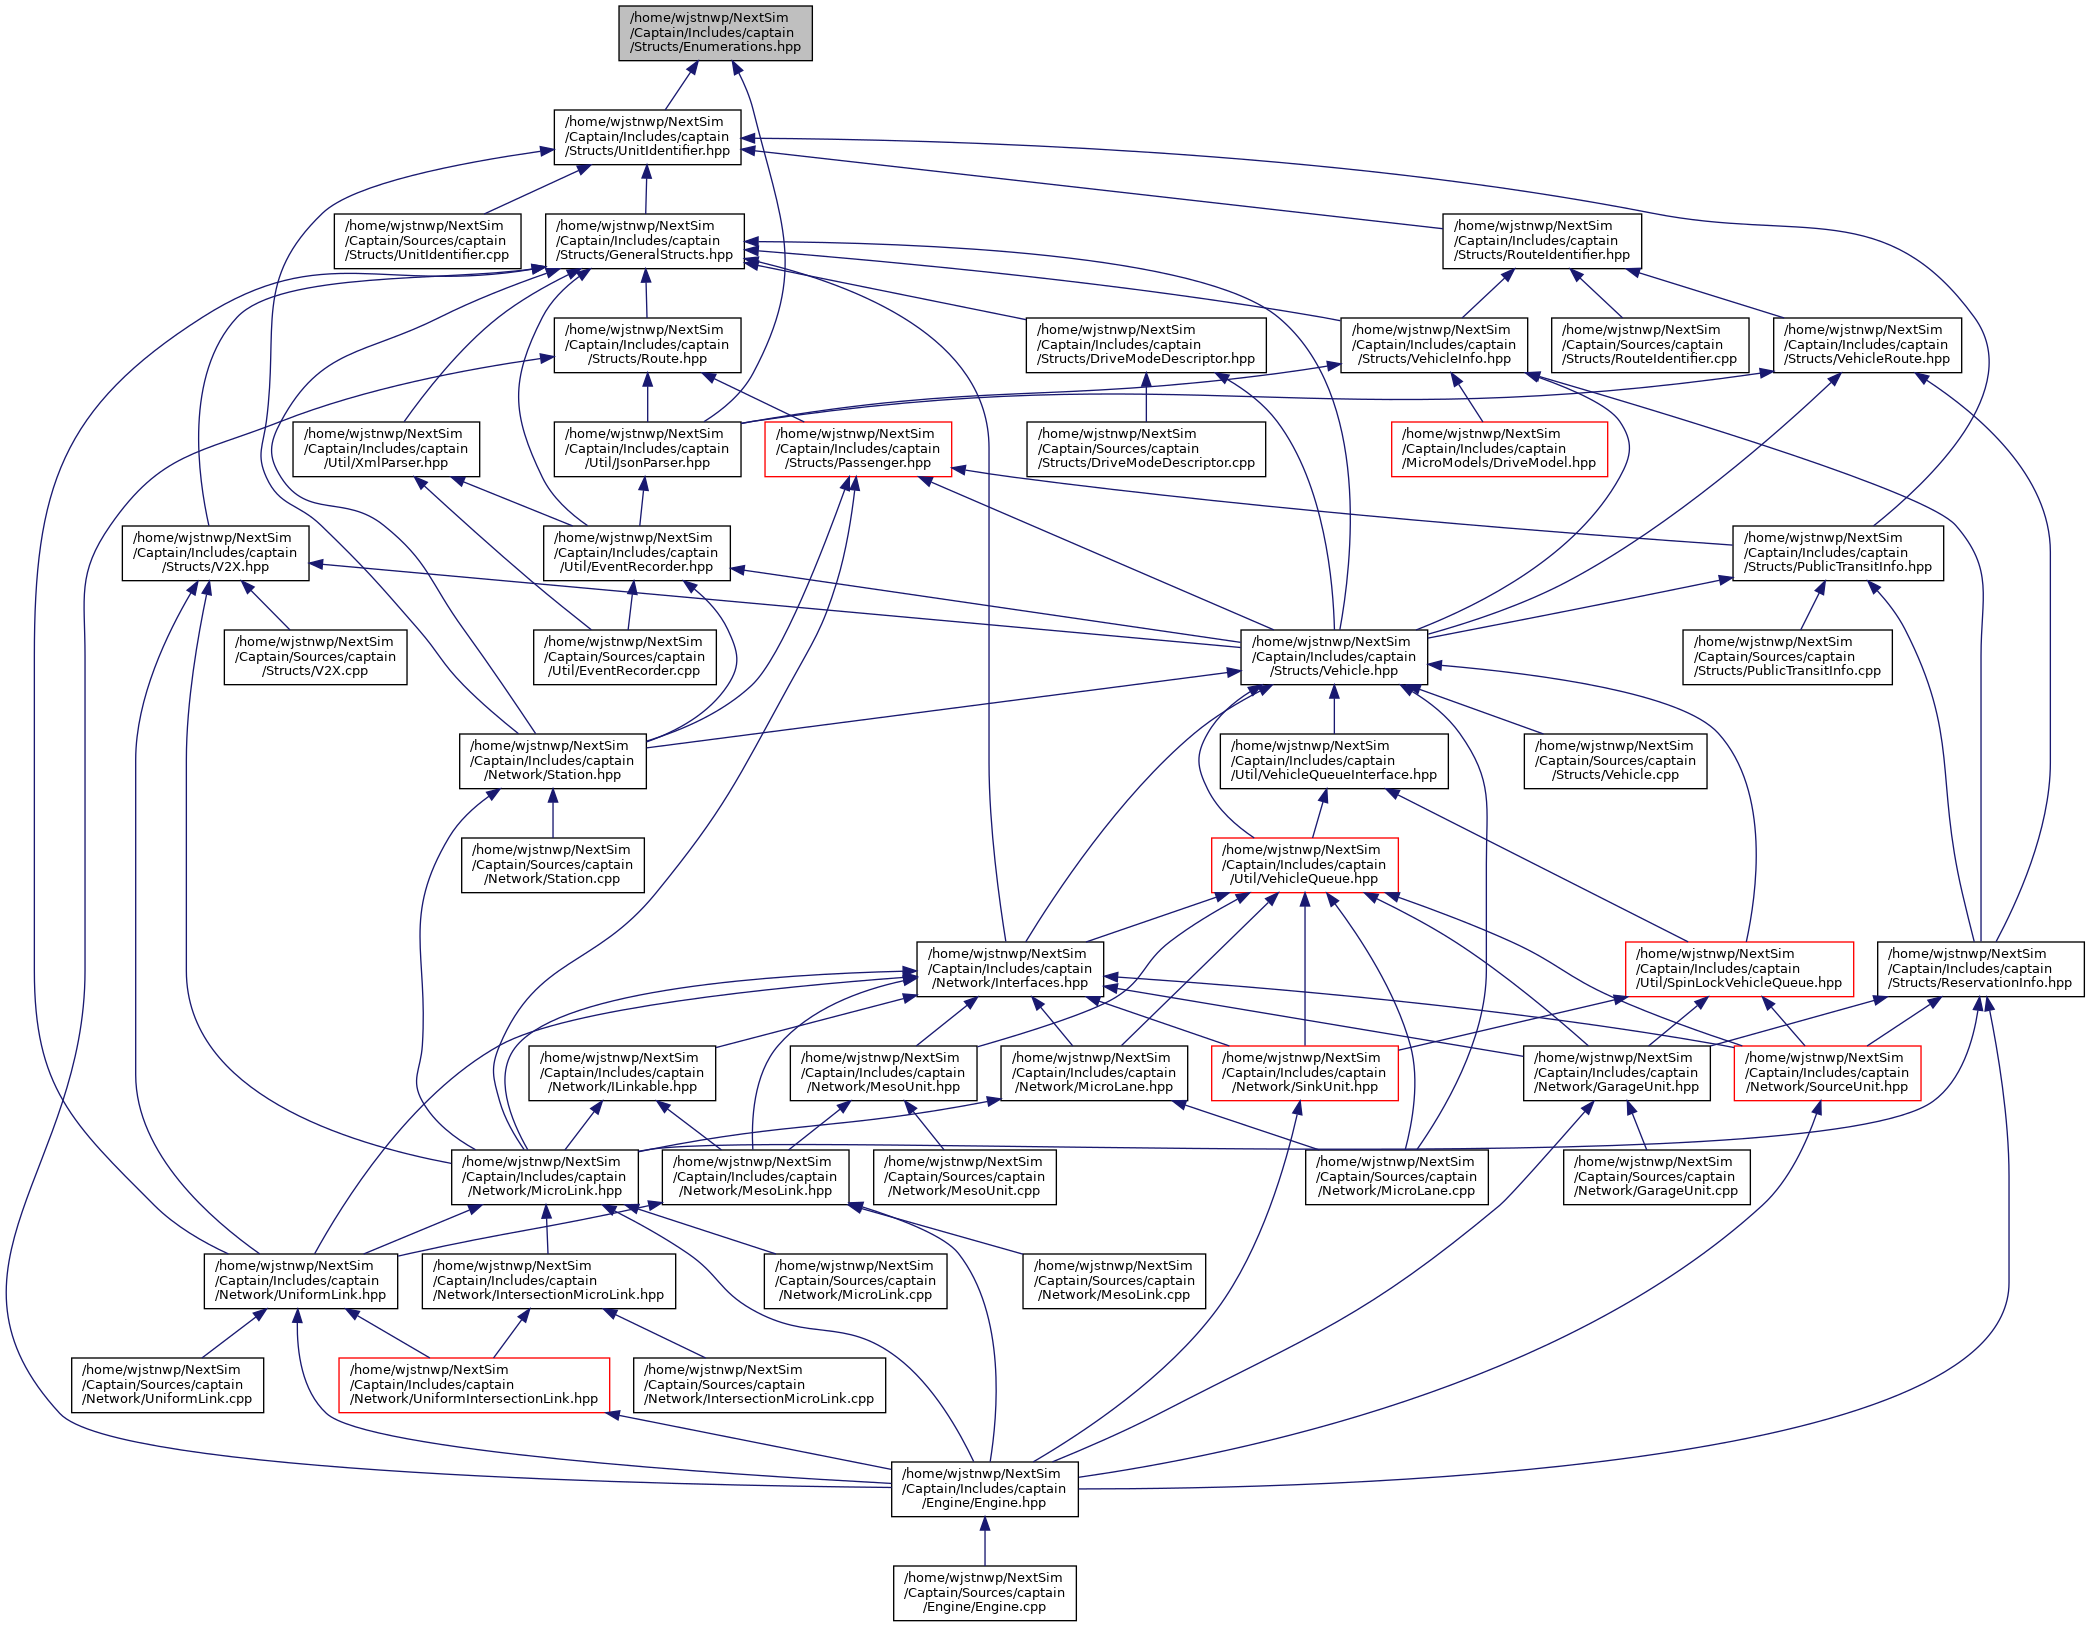 /home/wjstnwp/NextSim
/Captain/Includes/captain
/Structs/Enumerations.hpp
/home/wjstnwp/NextSim
/Captain/Includes/captain
/Structs/UnitIdentifier.hpp
/home/wjstnwp/NextSim
/Captain/Sources/captain
/Structs/UnitIdentifier.cpp
/home/wjstnwp/NextSim
/Captain/Includes/captain
/Structs/GeneralStructs.hpp
/home/wjstnwp/NextSim
/Captain/Includes/captain
/Structs/RouteIdentifier.hpp
/home/wjstnwp/NextSim
/Captain/Includes/captain
/Structs/Route.hpp
/home/wjstnwp/NextSim
/Captain/Includes/captain
/Structs/DriveModeDescriptor.hpp
/home/wjstnwp/NextSim
/Captain/Includes/captain
/Structs/VehicleInfo.hpp
/home/wjstnwp/NextSim
/Captain/Sources/captain
/Structs/RouteIdentifier.cpp
/home/wjstnwp/NextSim
/Captain/Includes/captain
/Structs/VehicleRoute.hpp
/home/wjstnwp/NextSim
/Captain/Includes/captain
/Util/XmlParser.hpp
/home/wjstnwp/NextSim
/Captain/Includes/captain
/Util/JsonParser.hpp
/home/wjstnwp/NextSim
/Captain/Includes/captain
/Structs/Passenger.hpp
/home/wjstnwp/NextSim
/Captain/Sources/captain
/Structs/DriveModeDescriptor.cpp
/home/wjstnwp/NextSim
/Captain/Includes/captain
/MicroModels/DriveModel.hpp
/home/wjstnwp/NextSim
/Captain/Includes/captain
/Structs/V2X.hpp
/home/wjstnwp/NextSim
/Captain/Includes/captain
/Util/EventRecorder.hpp
/home/wjstnwp/NextSim
/Captain/Includes/captain
/Structs/PublicTransitInfo.hpp
/home/wjstnwp/NextSim
/Captain/Sources/captain
/Structs/V2X.cpp
/home/wjstnwp/NextSim
/Captain/Sources/captain
/Util/EventRecorder.cpp
/home/wjstnwp/NextSim
/Captain/Includes/captain
/Structs/Vehicle.hpp
/home/wjstnwp/NextSim
/Captain/Sources/captain
/Structs/PublicTransitInfo.cpp
/home/wjstnwp/NextSim
/Captain/Includes/captain
/Network/Station.hpp
/home/wjstnwp/NextSim
/Captain/Includes/captain
/Util/VehicleQueueInterface.hpp
/home/wjstnwp/NextSim
/Captain/Sources/captain
/Structs/Vehicle.cpp
/home/wjstnwp/NextSim
/Captain/Sources/captain
/Network/Station.cpp
/home/wjstnwp/NextSim
/Captain/Includes/captain
/Util/VehicleQueue.hpp
/home/wjstnwp/NextSim
/Captain/Includes/captain
/Network/Interfaces.hpp
/home/wjstnwp/NextSim
/Captain/Includes/captain
/Util/SpinLockVehicleQueue.hpp
/home/wjstnwp/NextSim
/Captain/Includes/captain
/Structs/ReservationInfo.hpp
/home/wjstnwp/NextSim
/Captain/Includes/captain
/Network/ILinkable.hpp
/home/wjstnwp/NextSim
/Captain/Includes/captain
/Network/MesoUnit.hpp
/home/wjstnwp/NextSim
/Captain/Includes/captain
/Network/MicroLane.hpp
/home/wjstnwp/NextSim
/Captain/Includes/captain
/Network/SinkUnit.hpp
/home/wjstnwp/NextSim
/Captain/Includes/captain
/Network/GarageUnit.hpp
/home/wjstnwp/NextSim
/Captain/Includes/captain
/Network/SourceUnit.hpp
/home/wjstnwp/NextSim
/Captain/Includes/captain
/Network/MicroLink.hpp
/home/wjstnwp/NextSim
/Captain/Includes/captain
/Network/MesoLink.hpp
/home/wjstnwp/NextSim
/Captain/Sources/captain
/Network/MesoUnit.cpp
/home/wjstnwp/NextSim
/Captain/Sources/captain
/Network/MicroLane.cpp
/home/wjstnwp/NextSim
/Captain/Sources/captain
/Network/GarageUnit.cpp
/home/wjstnwp/NextSim
/Captain/Includes/captain
/Network/UniformLink.hpp
/home/wjstnwp/NextSim
/Captain/Includes/captain
/Network/IntersectionMicroLink.hpp
/home/wjstnwp/NextSim
/Captain/Sources/captain
/Network/MicroLink.cpp
/home/wjstnwp/NextSim
/Captain/Sources/captain
/Network/MesoLink.cpp
/home/wjstnwp/NextSim
/Captain/Sources/captain
/Network/UniformLink.cpp
/home/wjstnwp/NextSim
/Captain/Includes/captain
/Network/UniformIntersectionLink.hpp
/home/wjstnwp/NextSim
/Captain/Sources/captain
/Network/IntersectionMicroLink.cpp
/home/wjstnwp/NextSim
/Captain/Includes/captain
/Engine/Engine.hpp
/home/wjstnwp/NextSim
/Captain/Sources/captain
/Engine/Engine.cpp